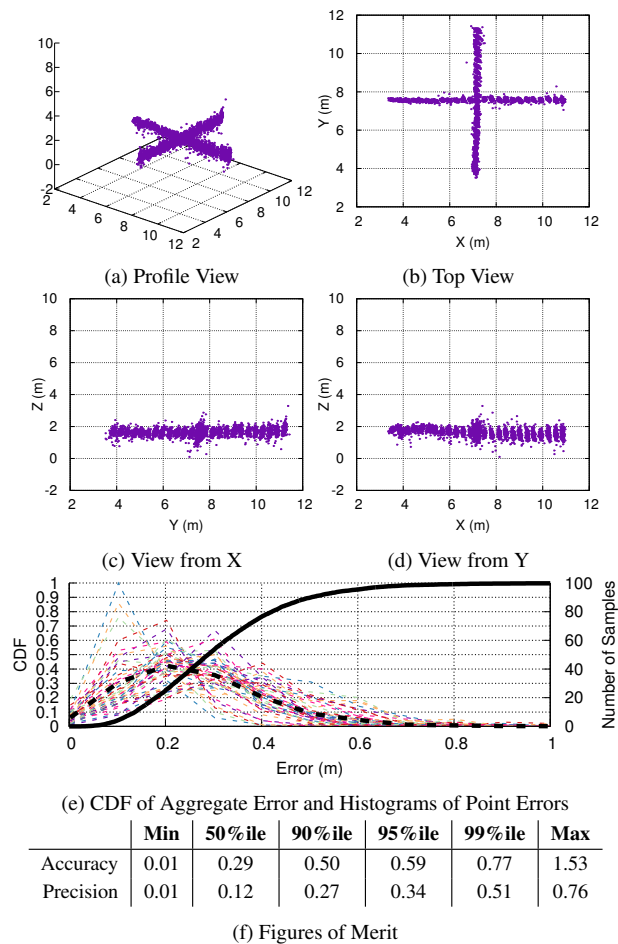 10
8
6
4
2
0
-2
2
4
6
8
10
12
2
4
6
8
10
12
(a) Profile View
12
10
8
6
4
2
Y (m)
2 4 6 8 10 12
X (m)
(b) Top View
10
8
6
4
2
0
-2
Z (m)
2 4 6 8 10 12
Y (m)
(c) View from X
10
8
6
4
2
0
-2
Z (m)
2 4 6 8 10 12
X (m)
(d) View from Y
1
0.9
0.8
0.7
0.6
0.5
0.4
0.3
0.2
0.1
0
CDF
0 0.2 0.4 0.6 0.8 1
Error (m)
100
80
60
40
20
0
Number of Samples
(e) CDF of Aggregate Error and Histograms of Point Errors
Min 50%ile 90%ile 95%ile 99%ile Max
Accuracy 0.01 0.29 0.50 0.59 0.77 1.53
Precision 0.01 0.12 0.27 0.34 0.51 0.76
(f) Figures of Merit